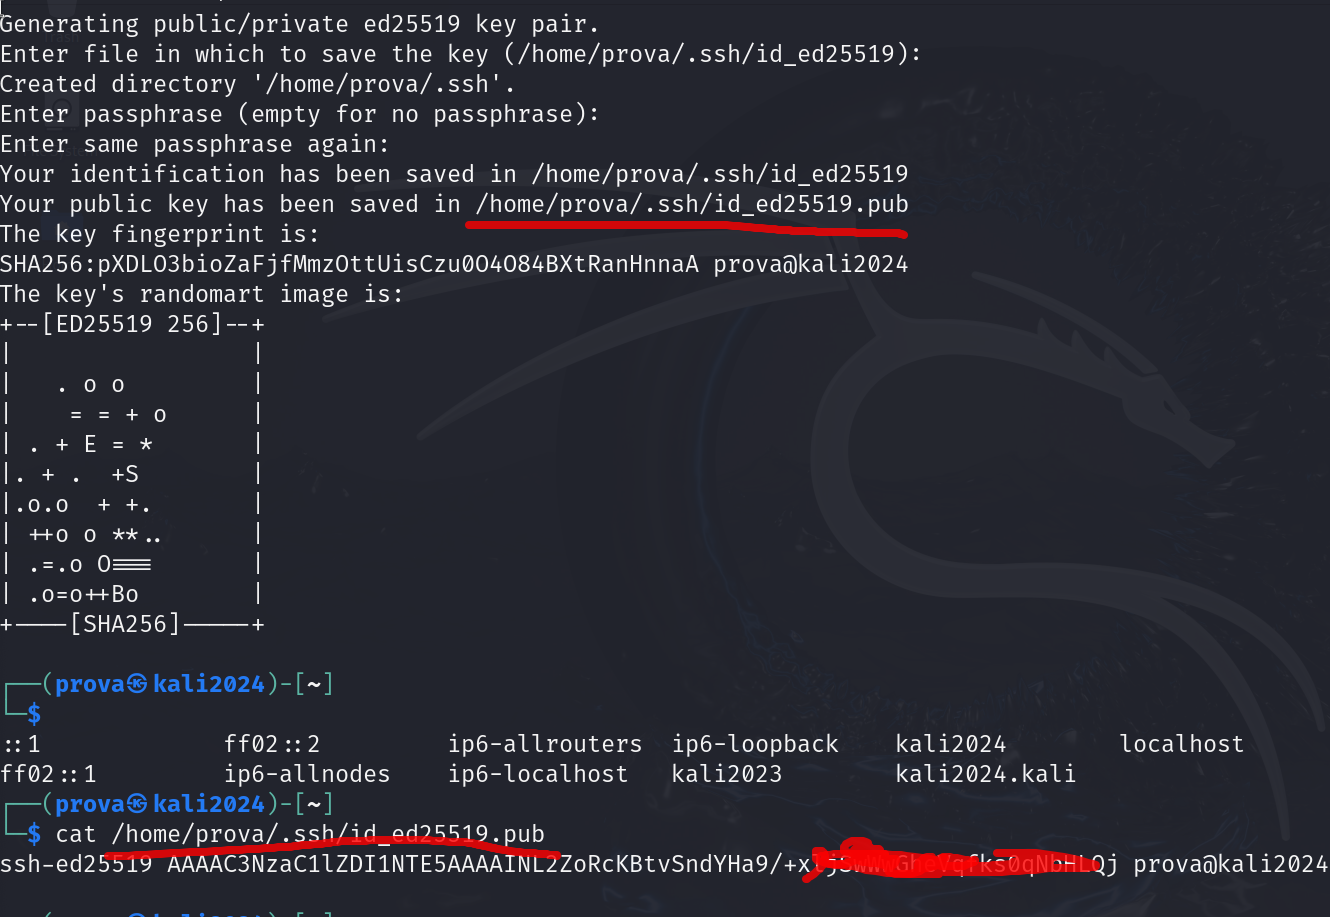 Generating public/private ed25519 key pair.
Enter file in which to save the key (/home/prova/.ssh/id_ed25519):
Created directory '/home/prova/.ssh'.
Enter passphrase (empty for no passphrase):
Enter same passphrase again:
Your identification has been saved in /home/prova/.ssh/id_ed25519
Your public key has been saved in /home/prova/.ssh/id_ed25519.pub
The key fingerprint is:
SHA256:pXDLO3bioZaFjfMmzOttUisCzu0O4O84BXtRanHnnaA prova@kali2024
The key's randomart image is:
+--[ED25519 256]--+
|                 |
|   . o o         |
|    = = + o      |
| . + E = *       |
|. + .  +S        |
|.o.o  + +.       |
| ++o o **..      |
| .=.o O===       |
| .o=o++Bo        |
+----[SHA256]-----+
┌──(prova㉿kali2024)-[~]
└─$
::1             ff02::2         ip6-allrouters  ip6-loopback    kali2024        localhost
ff02::1         ip6-allnodes    ip6-localhost   kali2023        kali2024.kali
┌──(prova㉿kali2024)-[~]
└─$ cat /home/prova/.ssh/id_ed25519.pub
ssh-ed25519 prova@kali2024